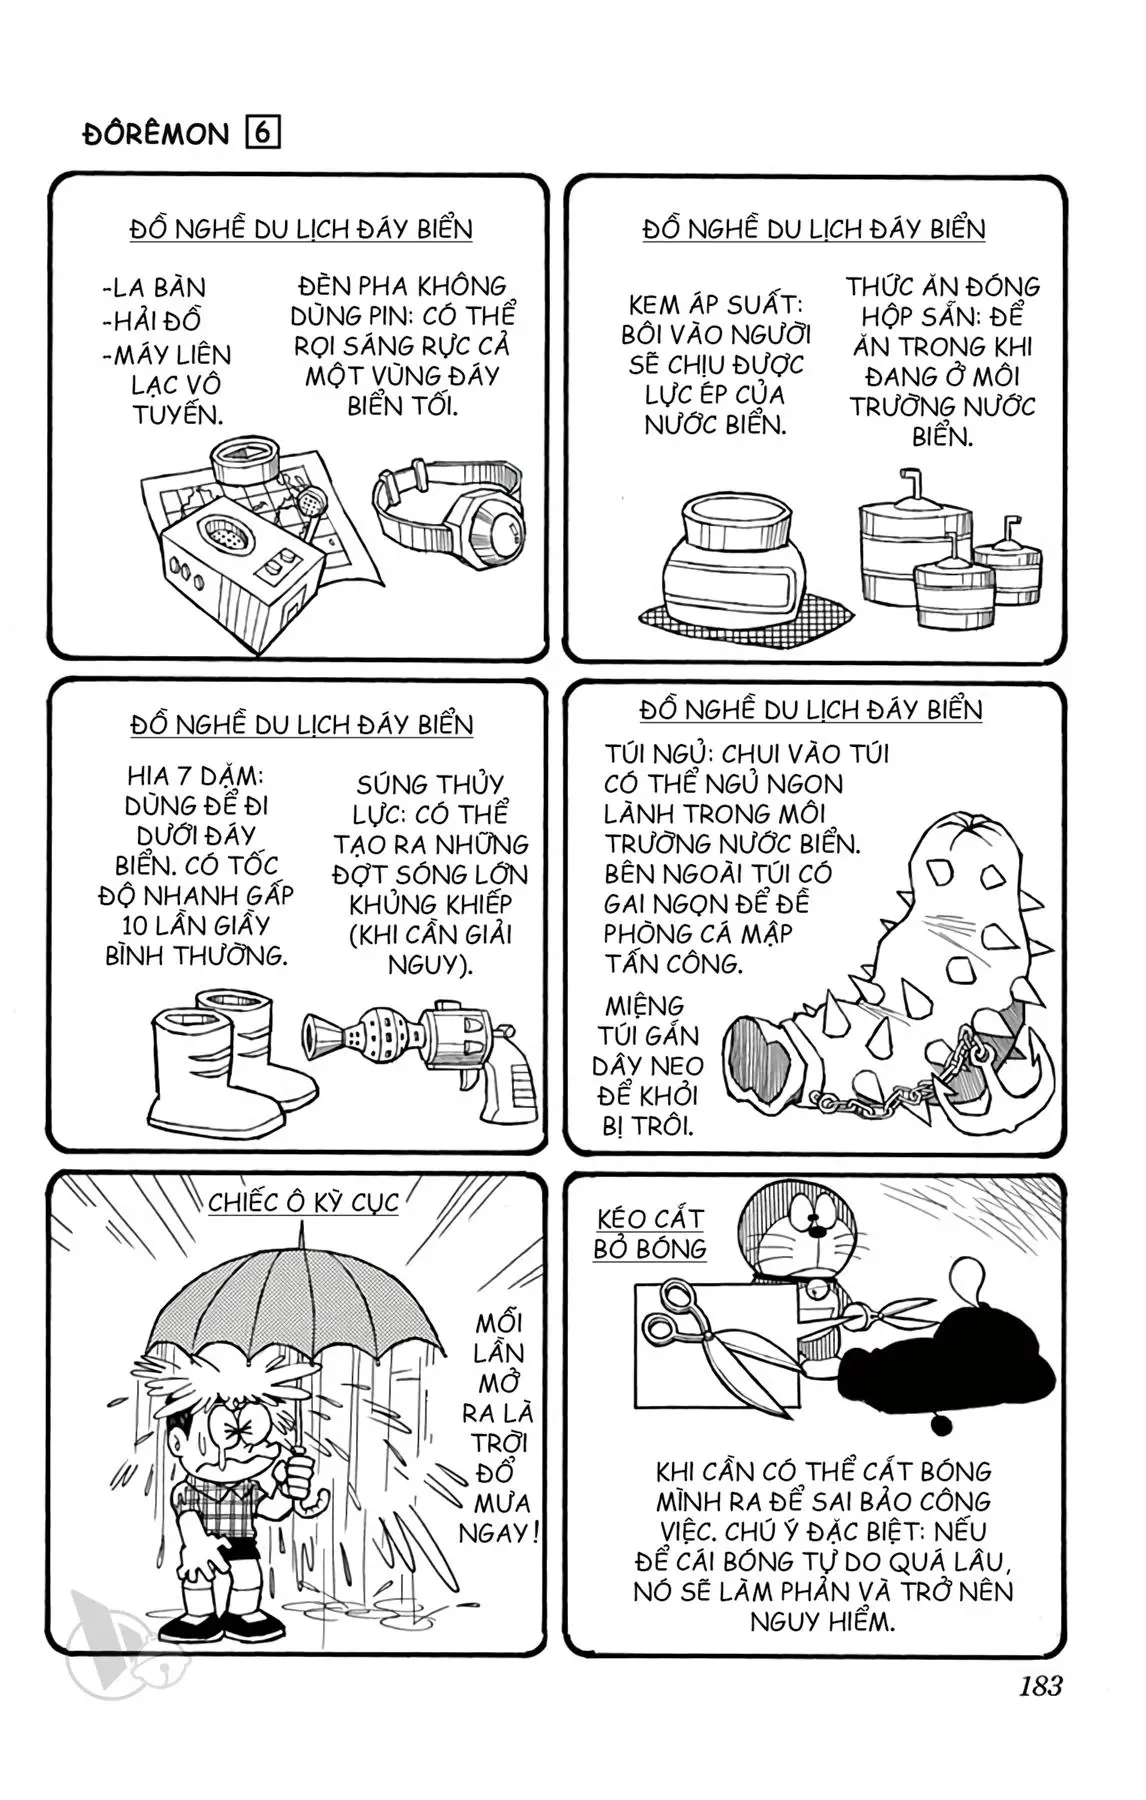 ĐÔRÊMON 6
ĐỒ NGHỀ DU LỊCH ĐÁY BIỂN
-LA BÀN
-HẢI ĐỒ
-MÁY LIÊN
LẠC VÔ
TUYẾN.
ĐÈN PHA KHÔNG
DÙNG PIN: CÓ THỂ
RỌI SÁNG RỰC CẢ
MỘT VÙNG ĐÁY
BIỂN TỐI.
ĐỒ NGHỀ DU LỊCH ĐÁY BIỂN
KEM ÁP SUẤT:
BÔI VÀO NGƯỜI
SẼ CHỊU ĐƯỢC
LỰC ÉP CỦA
NƯỚC BIỂN.
THỨC ĂN ĐÓNG
HỘP SẴN: ĐỂ
ĂN TRONG KHI
ĐANG Ở MÔI
TRƯỜNG NƯỚC
BIỂN.
ĐỒ NGHỀ DU LỊCH ĐÁY BIỂN
HIA 7 DẶM:
DÙNG ĐỂ ĐI
DƯỚI ĐÁY
BIỂN. CÓ TỐC
ĐỘ NHANH GẤP
10 LẦN GIẦY
BÌNH THƯỜNG.
SÚNG THỦY
LỰC: CÓ THỂ
TẠO RA NHỮNG
ĐỢT SÓNG LỚN
KHỦNG KHIẾP
(KHI CẦN GIẢI
NGUY).
ĐỒ NGHỀ DU LỊCH ĐÁY BIỂN
TÚI NGỦ: CHUI VÀO TÚI
CÓ THỂ NGỦ NGON
LÀNH TRONG MÔI
TRƯỜNG NƯỚC BIỂN.
BÊN NGOÀI TÚI CÓ
GAI NGỌN ĐỂ ĐỀ
PHÒNG CÁ MẬP
TẤN CÔNG.
MIỆNG
TÚI GẮN
DÂY NEO
ĐỂ KHỎI
BỊ TRÔI.
CHIẾC Ô KỲ CỤC
MỖI
LẦN
MỞ
RA LÀ
TRỜI
ĐỔ
MƯA
NGAY!
KÉO CẮT
BỎ BÓNG
KHI CẦN CÓ THỂ CẮT BÓNG
MÌNH RA ĐỂ SAI BẢO CÔNG
VIỆC. CHÚ Ý ĐẶC BIỆT: NẾU
ĐỂ CÁI BÓNG TỰ DO QUÁ LÂU,
NÓ SẼ LÀM PHẢN VÀ TRỞ NÊN
NGUY HIỂM.
183